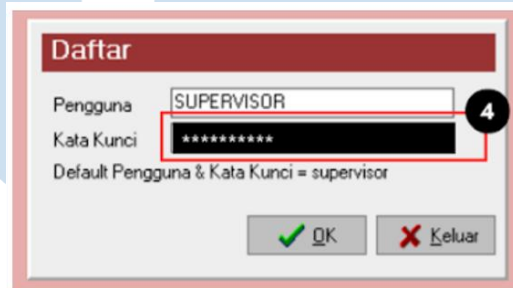 Daftar
Pengguna SUPERVISOR
4
Kata Kunci **********
Default Pengguna & Kata Kunci = supervisor
OK Keluar